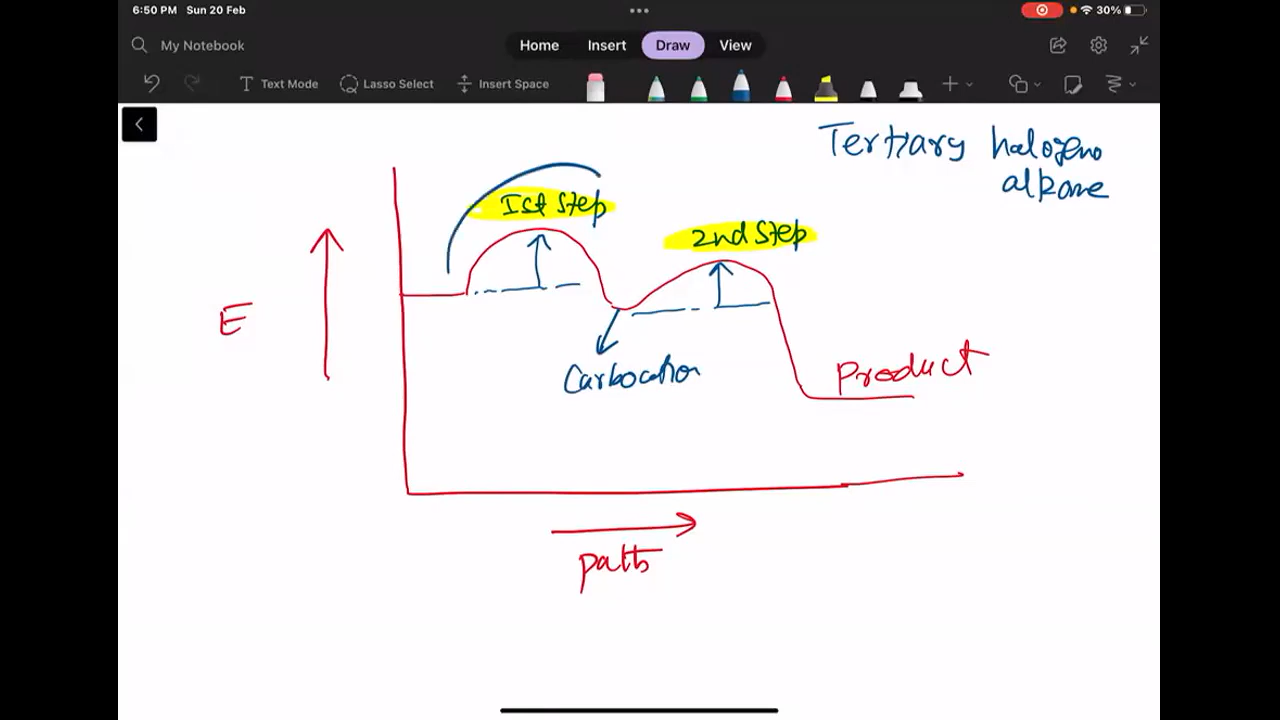 6:50 PM Sun 20 Feb
30%
My Notebook
Home Insert Draw View
Text Mode Lasso Select Insert Space
Tertiary halogeno
alkane
Ist Step
2nd Step
E
Carbocation
Product
path